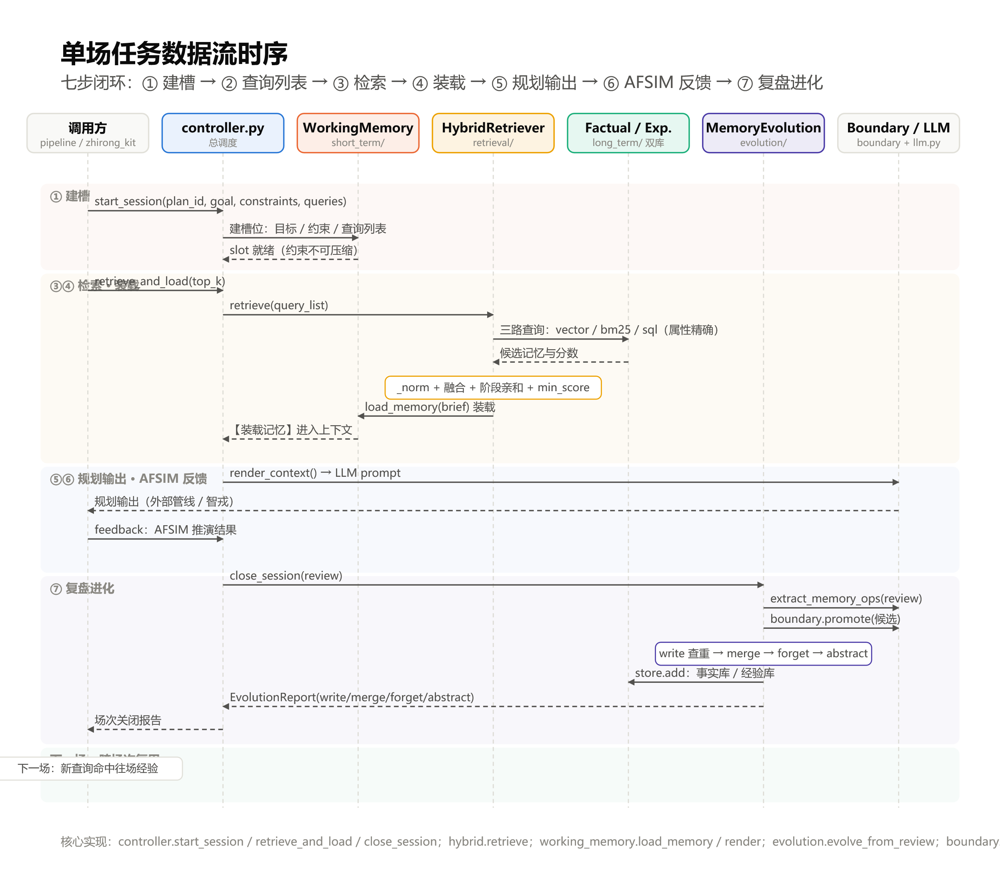 单场任务数据流时序
七步闭环：① 建槽 → ② 查询列表 → ③ 检索 → ④ 装载 → ⑤ 规划输出 → ⑥ AFSIM 反馈 → ⑦ 复盘进化
调用方
pipeline / zhirong_kit
controller.py
总调度
WorkingMemory
short_term/
HybridRetriever
retrieval/
Factual / Exp.
long_term/ 双库
MemoryEvolution
evolution/
Boundary / LLM
boundary + llm.py
① 建槽
start_session(plan_id, goal, constraints, queries)
建槽位：目标 / 约束 / 查询列表
slot 就绪（约束不可压缩）
③④ 检索・装载
retrieve_and_load(top_k)
retrieve(query_list)
三路查询：vector / bm25 / sql（属性精确）
候选记忆与分数
_norm + 融合 + 阶段亲和 + min_score
load_memory(brief) 装载
【装载记忆】进入上下文
⑤⑥ 规划输出・AFSIM 反馈
render_context() → LLM prompt
规划输出（外部管线 / 智戎）
feedback：AFSIM 推演结果
⑦ 复盘进化
close_session(review)
extract_memory_ops(review)
boundary.promote(候选)
write 查重 → merge → forget → abstract
store.add：事实库 / 经验库
EvolutionReport(write/merge/forget/abstract)
场次关闭报告
下一场：新查询命中往场经验
核心实现：controller.start_session / retrieve_and_load / close_session；hybrid.retrieve；working_memory.load_memory / render；evolution.evolve_from_review；boundary.